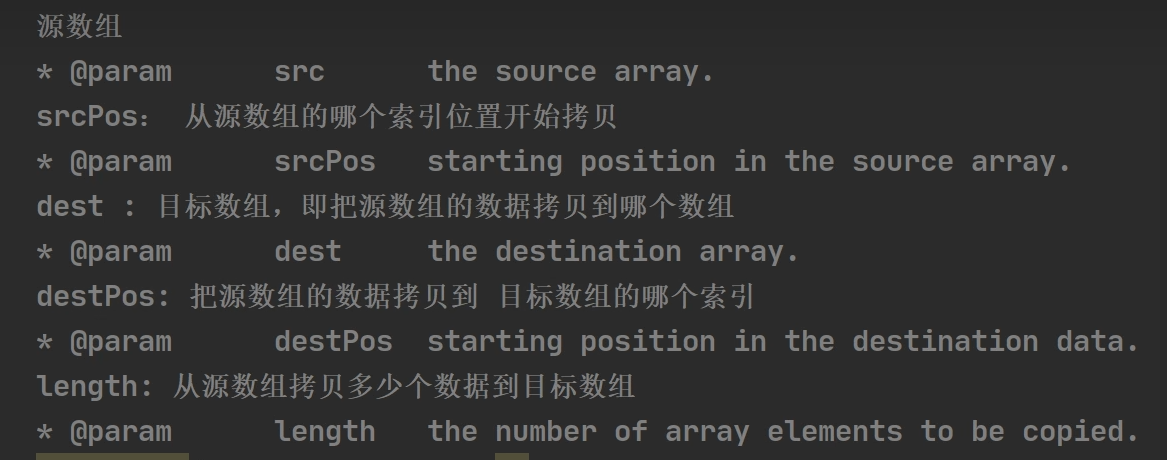 源数组
* @param      src      the source array.
srcPos： 从源数组的哪个索引位置开始拷贝
* @param      srcPos   starting position in the source array.
dest : 目标数组，即把源数组的数据拷贝到哪个数组
* @param      dest     the destination array.
destPos: 把源数组的数据拷贝到 目标数组的哪个索引
* @param      destPos  starting position in the destination data.
length: 从源数组拷贝多少个数据到目标数组
* @param      length   the number of array elements to be copied.